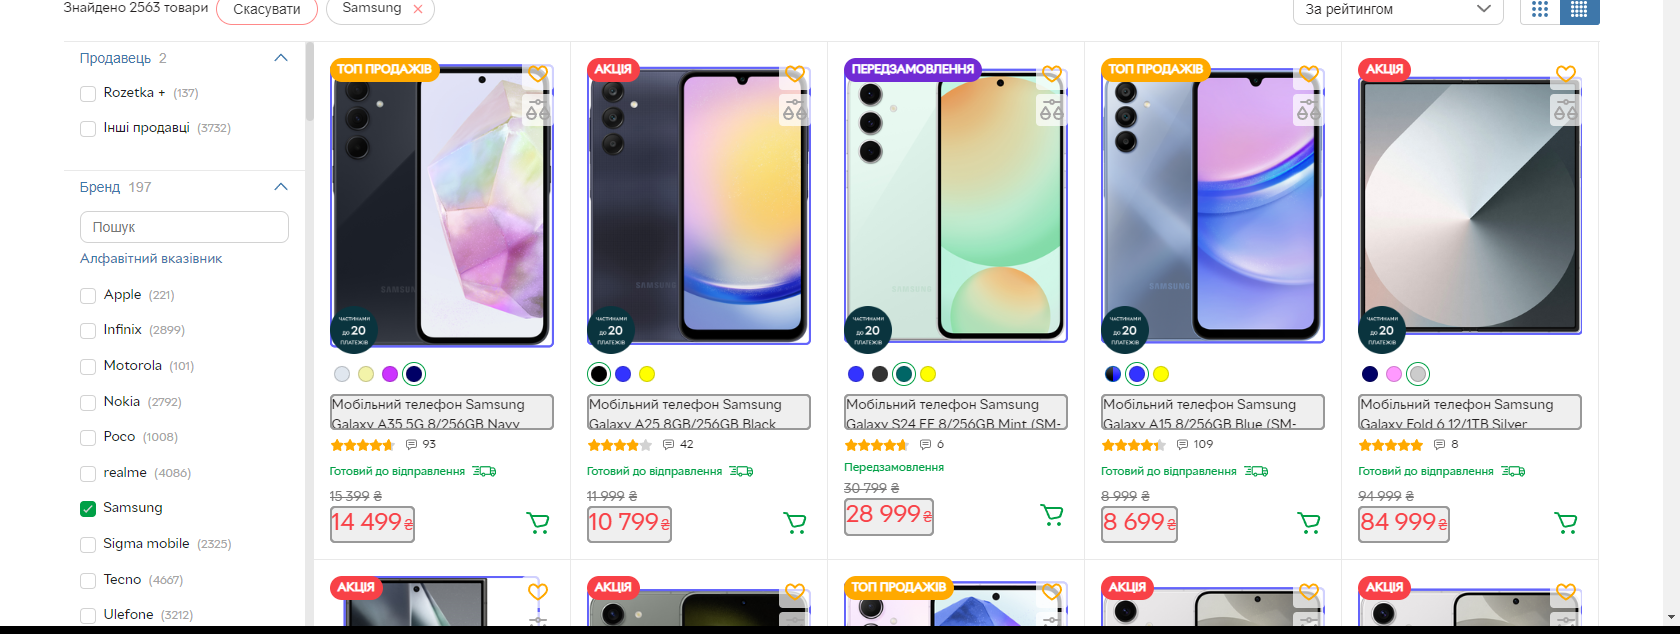 Знайдено 2563 товари
Скасувати
Samsung
За рейтингом
Продавець 2
Rozetka + (137)
Інші продавці (3732)
Бренд 197
Пошук
Алфавітний вказівник
Apple (221)
Infinix (2899)
Motorola (101)
Nokia (2792)
Poco (1008)
realme (4086)
Samsung
Sigma mobile (2325)
Tecno (4667)
Ulefone (3212)
ТОП ПРОДАЖІВ
SAMSUNG
ЧАСТИНАМИ
ДО 20
ПЛАТЕЖІВ
Мобільний телефон Samsung
Galaxy A35 5G 8/256GB Navy
93
Готовий до відправлення
15 399 ₴
14 499 ₴
АКЦІЯ
SAMSUNG
ЧАСТИНАМИ
ДО 20
ПЛАТЕЖІВ
Мобільний телефон Samsung
Galaxy A25 8GB/256GB Black
42
Готовий до відправлення
11 999 ₴
10 799 ₴
ПЕРЕДЗАМОВЛЕННЯ
SAMSUNG
ЧАСТИНАМИ
ДО 20
ПЛАТЕЖІВ
Мобільний телефон Samsung
Galaxy S24 FE 8/256GB Mint (SM-
6
Передзамовлення
30 799 ₴
28 999 ₴
ТОП ПРОДАЖІВ
SAMSUNG
ЧАСТИНАМИ
ДО 20
ПЛАТЕЖІВ
Мобільний телефон Samsung
Galaxy A15 8/256GB Blue (SM-
109
Готовий до відправлення
8 999 ₴
8 699 ₴
АКЦІЯ
ЧАСТИНАМИ
ДО 20
ПЛАТЕЖІВ
Мобільний телефон Samsung
Galaxy Fold 6 12/1TB Silver
8
Готовий до відправлення
94 999 ₴
84 999 ₴
АКЦІЯ
АКЦІЯ
ТОП ПРОДАЖІВ
АКЦІЯ
АКЦІЯ